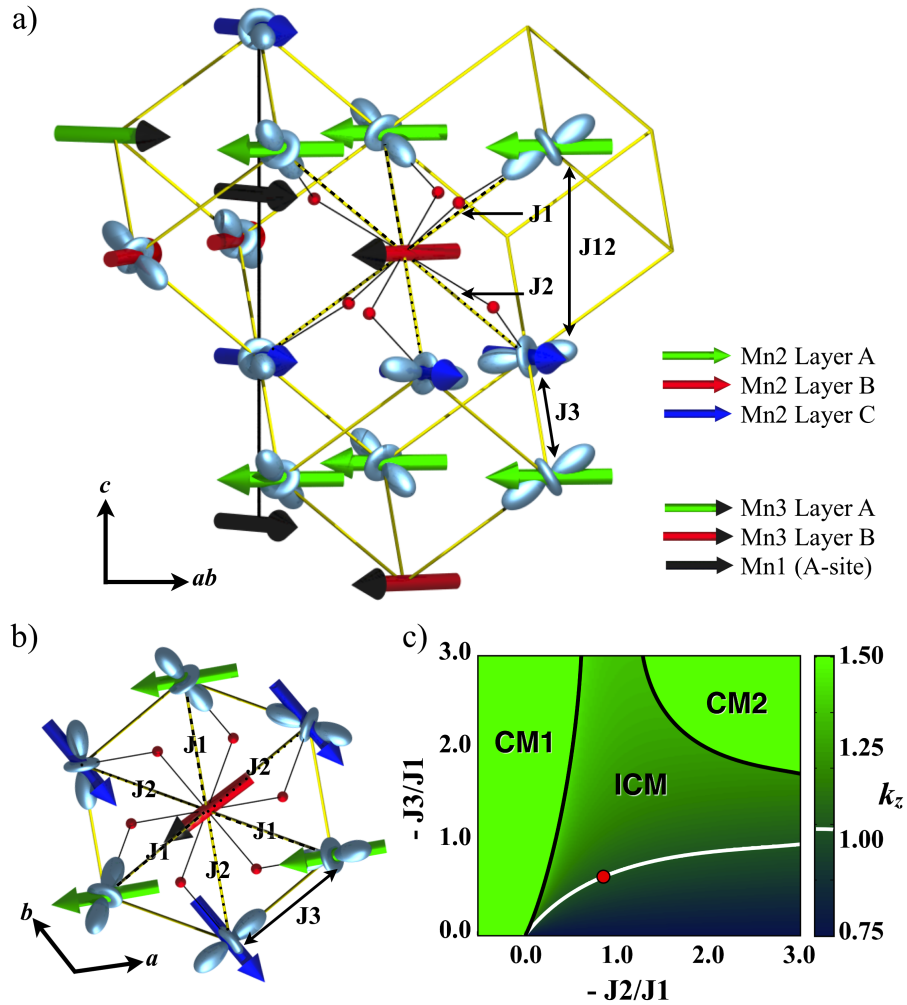 a)
J1
J12
J2
J3
Mn2 Layer A
Mn2 Layer B
Mn2 Layer C
Mn3 Layer A
Mn3 Layer B
Mn1 (A-site)
c
ab
b)
J1
J2
J2
J1
J1
J2
J3
b
a
c)
3.0
2.0
1.0
0.0
- J3/J1
CM1
CM2
ICM
0.0 1.0 2.0 3.0
- J2/J1
1.50
1.25
1.00
0.75
kz